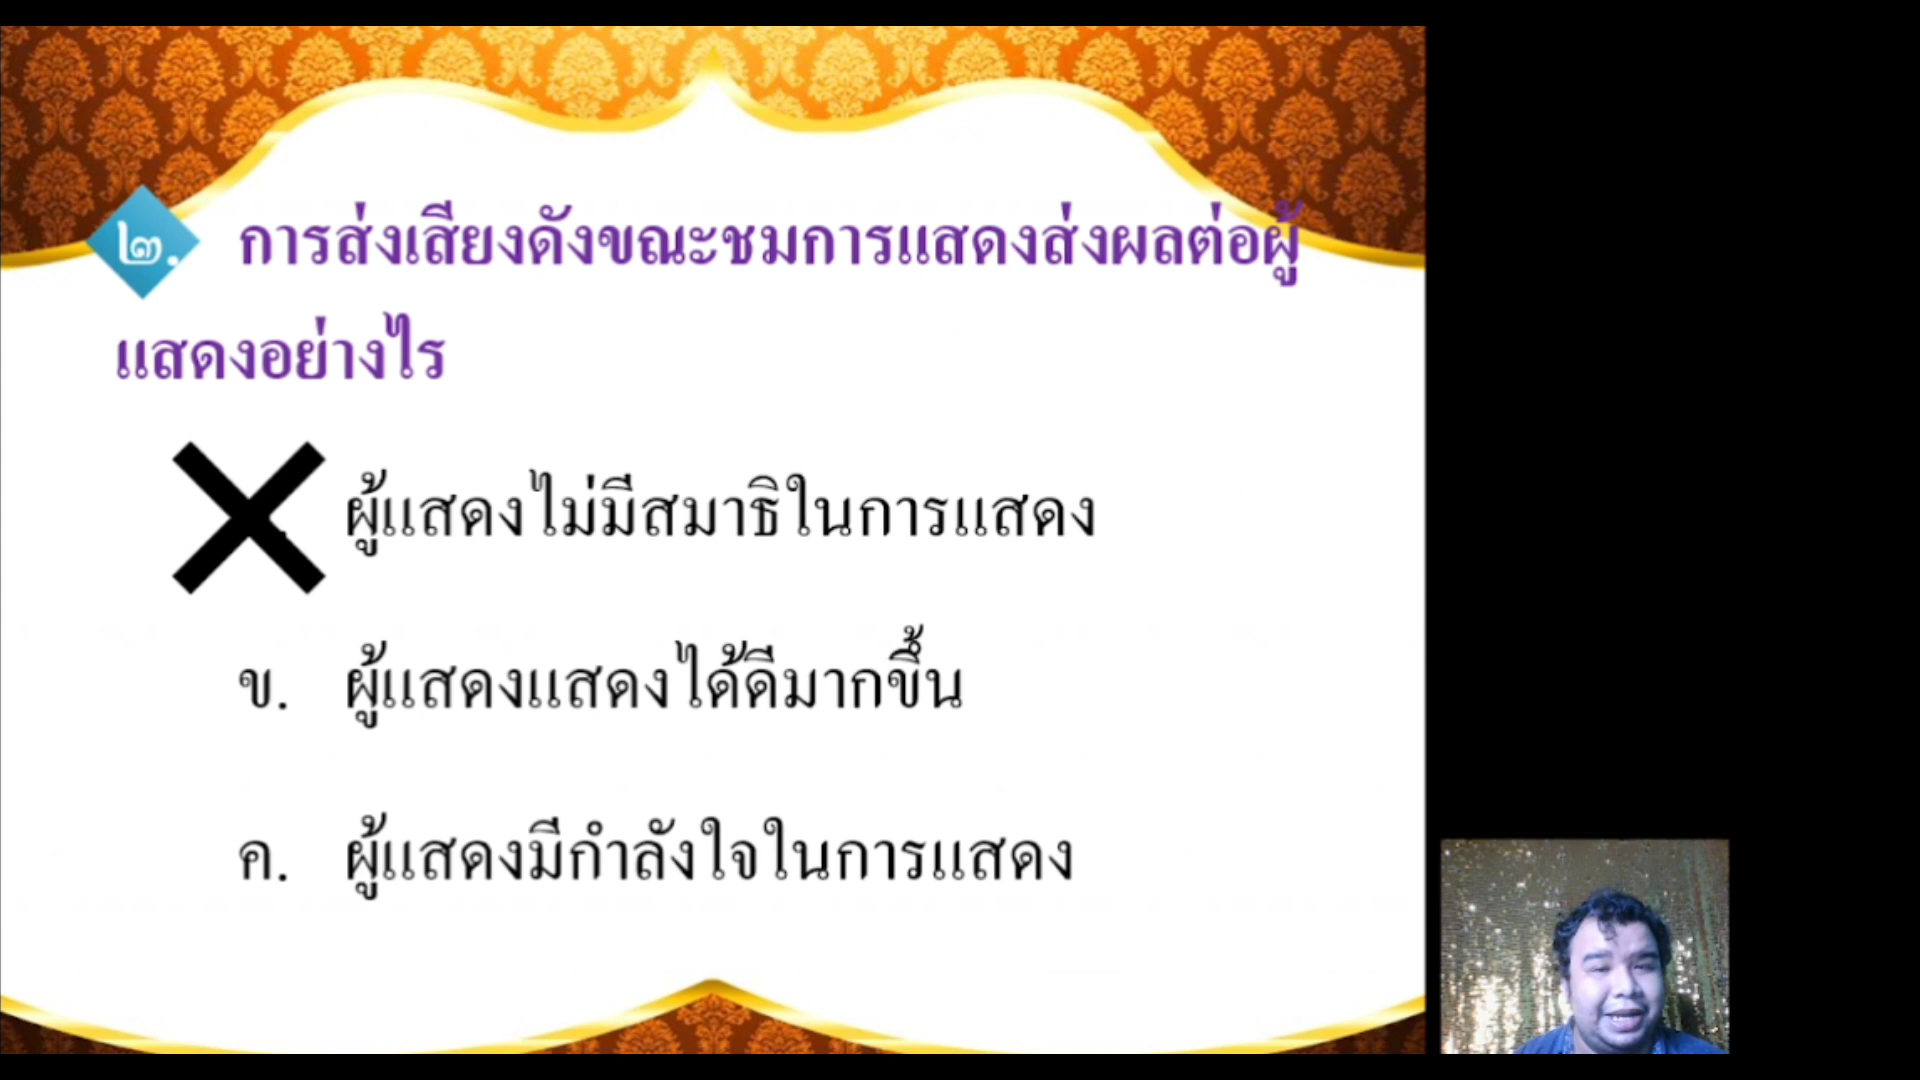 ๒. การส่งเสียงดังขณะชมการแสดงส่งผลต่อผู้
แสดงอย่างไร
ผู้แสดงไม่มีสมาธิในการแสดง
ข. ผู้แสดงแสดงได้ดีมากขึ้น
ค. ผู้แสดงมีกำลังใจในการแสดง